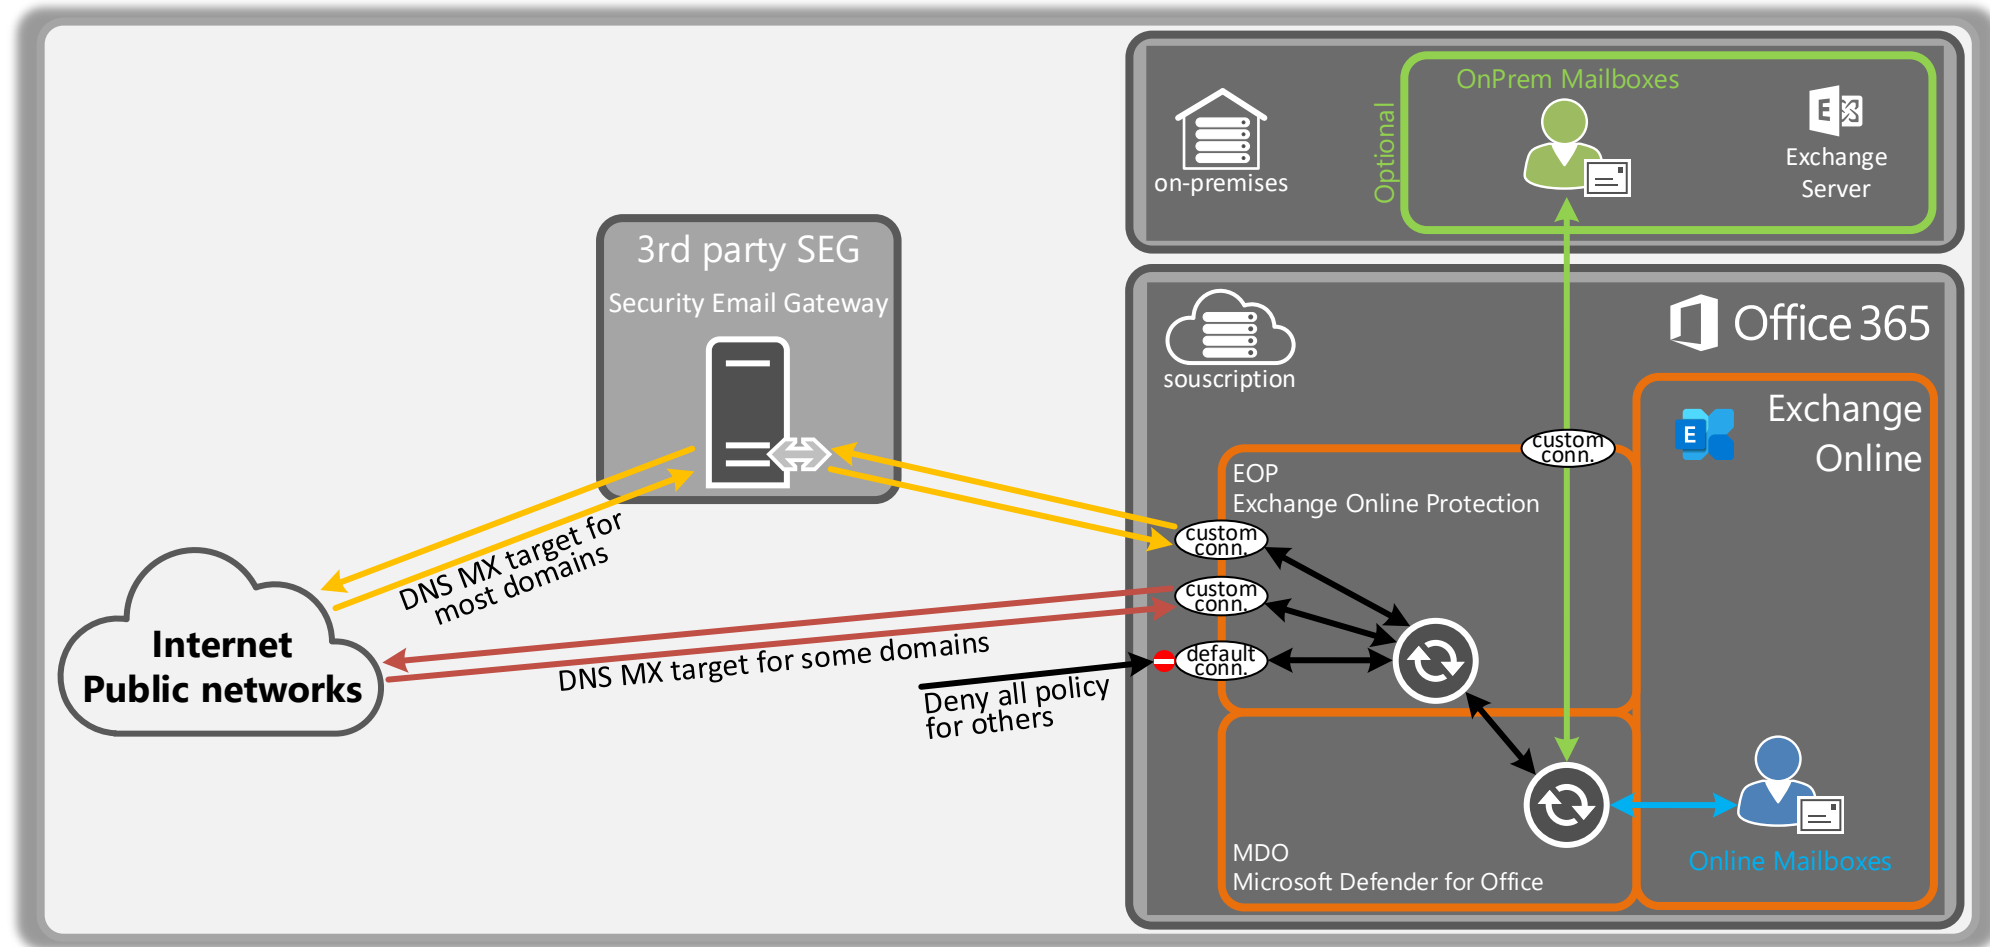 OnPrem Mailboxes
Optional
on-premises
Exchange
Server
3rd party SEG
Security Email Gateway
souscription
Office 365
E
Exchange
Online
custom
conn.
EOP
Exchange Online Protection
custom
conn.
custom
conn.
default
conn.
DNS MX target for
most domains
DNS MX target for some domains
Deny all policy
for others
Internet
Public networks
MDO
Microsoft Defender for Office
Online Mailboxes
E